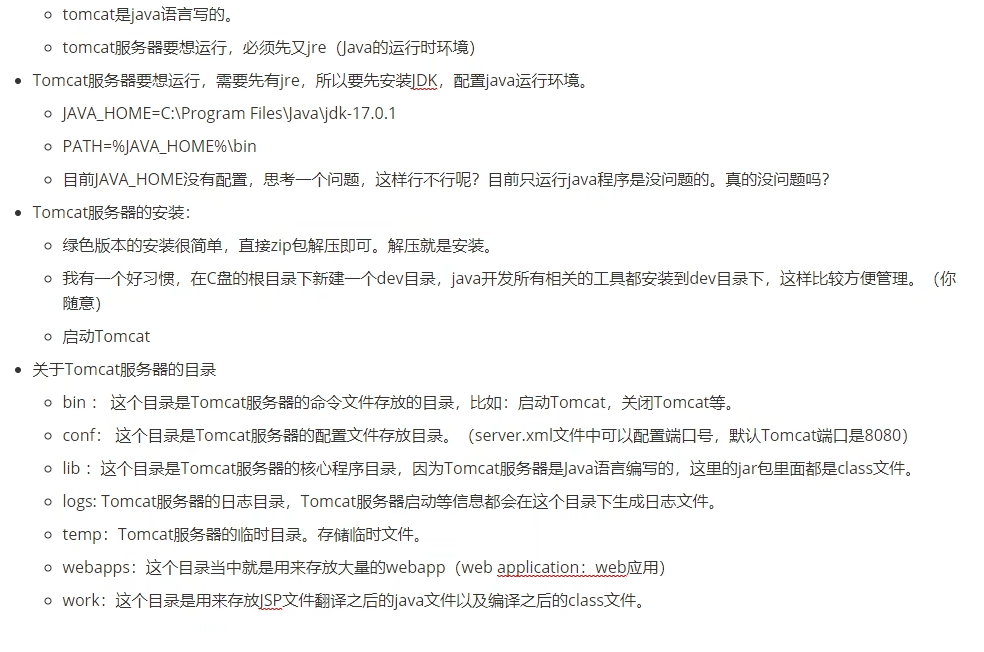 tomcat是java语言写的。
tomcat服务器要想运行，必须先又jre（Java的运行时环境）
Tomcat服务器要想运行，需要先有jre，所以要先安装JDK，配置java运行环境。
JAVA_HOME=C:\Program Files\Java\jdk-17.0.1
PATH=%JAVA_HOME%\bin
目前JAVA_HOME没有配置，思考一个问题，这样行不行呢？目前只运行java程序是没问题的。真的没问题吗？
Tomcat服务器的安装：
绿色版本的安装很简单，直接zip包解压即可。解压就是安装。
我有一个好习惯，在C盘的根目录下新建一个dev目录，java开发所有相关的工具都安装到dev目录下，这样比较方便管理。（你
随意）
启动Tomcat
关于Tomcat服务器的目录
bin ： 这个目录是Tomcat服务器的命令文件存放的目录，比如：启动Tomcat，关闭Tomcat等。
conf： 这个目录是Tomcat服务器的配置文件存放目录。（server.xml文件中可以配置端口号，默认Tomcat端口是8080）
lib ：这个目录是Tomcat服务器的核心程序目录，因为Tomcat服务器是Java语言编写的，这里的jar包里面都是class文件。
logs: Tomcat服务器的日志目录，Tomcat服务器启动等信息都会在这个目录下生成日志文件。
temp：Tomcat服务器的临时目录。存储临时文件。
webapps：这个目录当中就是用来存放大量的webapp（web application：web应用）
work：这个目录是用来存放JSP文件翻译之后的java文件以及编译之后的class文件。